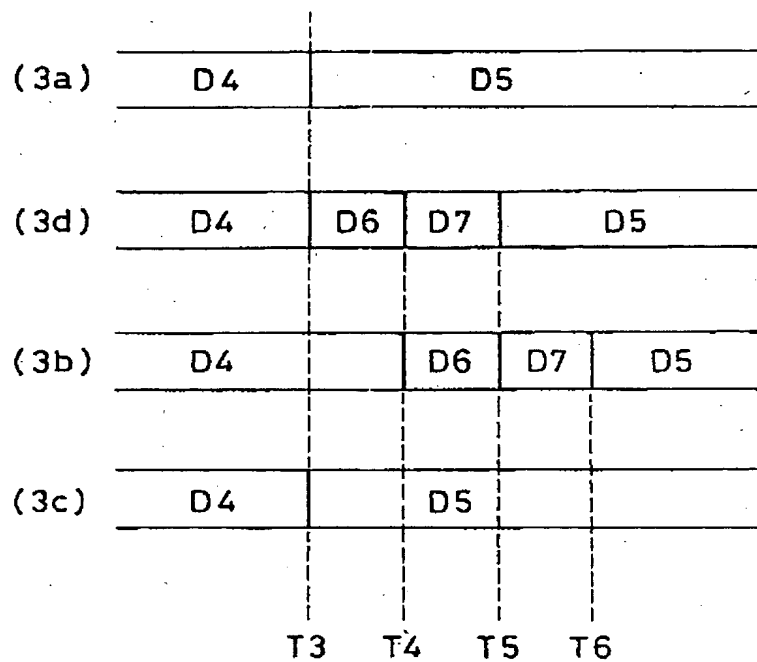 (3a) D4 D5
(3d) D4 D6 D7 D5
(3b) D4 D6 D7 D5
(3c) D4 D5
T3 T4 T5 T6